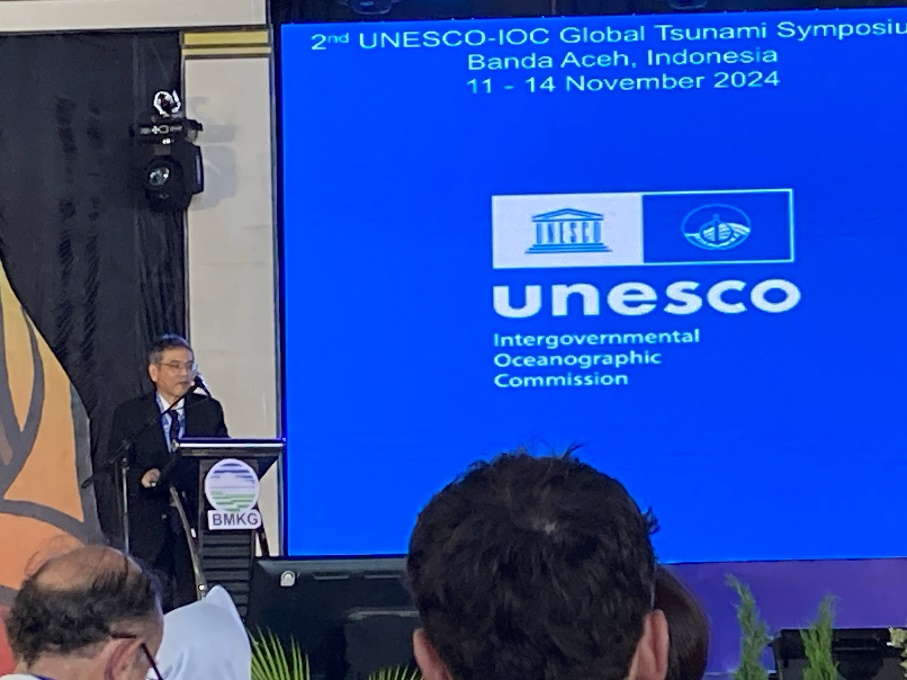 2nd UNESCO-IOC Global Tsunami Symposiu
Banda Aceh, Indonesia
11 - 14 November 2024
UNESCO
unesco
Intergovernmental
Oceanographic
Commission
BMKG